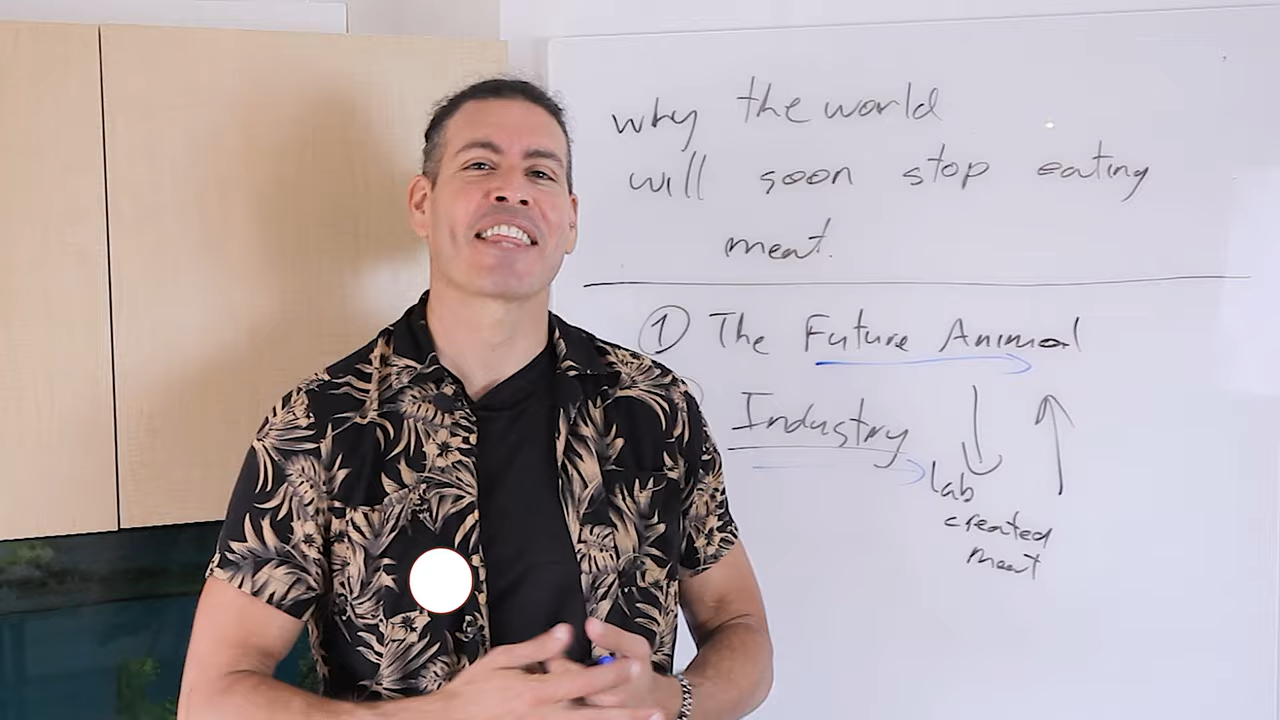 why the world
will soon stop eating
meat.
① The Future Animal
Industry
lab
created
meat